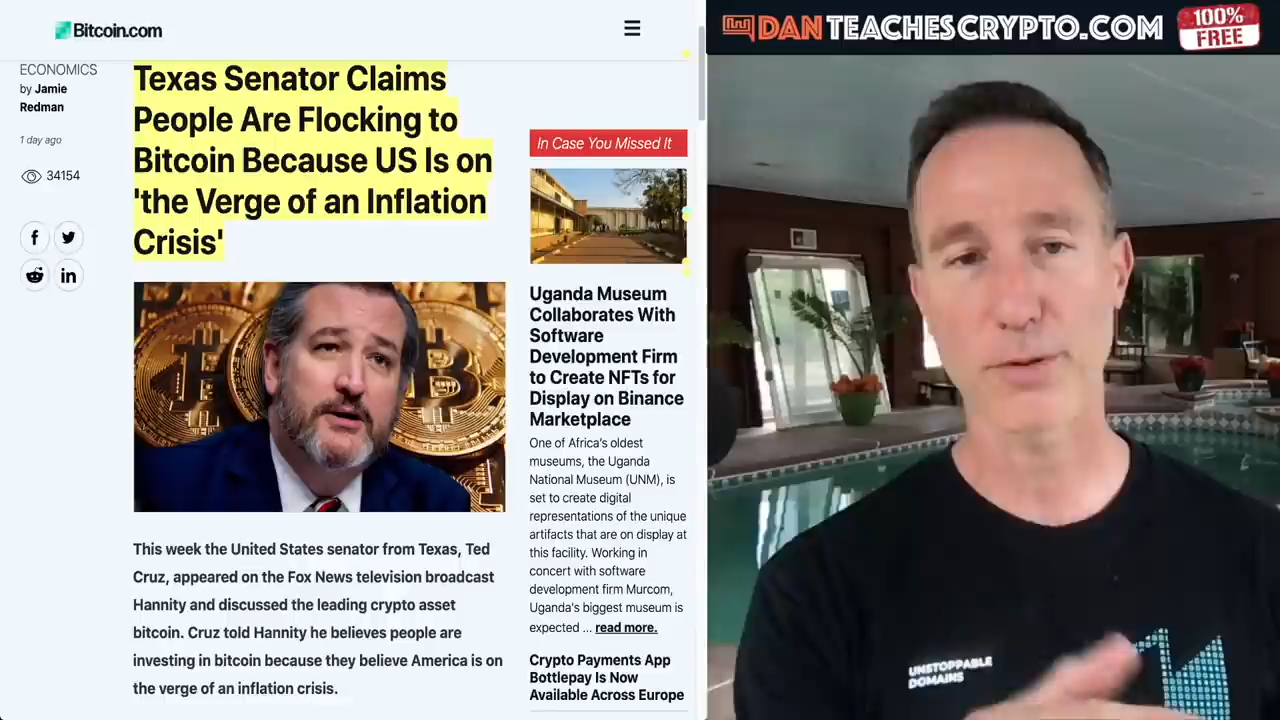 Bitcoin.com
ECONOMICS
by Jamie
Redman
1 day ago
34154
Texas Senator Claims
People Are Flocking to
Bitcoin Because US Is on
'the Verge of an Inflation
Crisis'
This week the United States senator from Texas, Ted
Cruz, appeared on the Fox News television broadcast
Hannity and discussed the leading crypto asset
bitcoin. Cruz told Hannity he believes people are
investing in bitcoin because they believe America is on
the verge of an inflation crisis.
In Case You Missed It
Uganda Museum
Collaborates With
Software
Development Firm
to Create NFTs for
Display on Binance
Marketplace
One of Africa's oldest
museums, the Uganda
National Museum (UNM), is
set to create digital
representations of the unique
artifacts that are on display at
this facility. Working in
concert with software
development firm Murcom,
Uganda's biggest museum is
expected ... read more.
Crypto Payments App
Bottlepay Is Now
Available Across Europe
DAN TEACHESCRYPTO.COM
100%
FREE
UNSTOPPABLE
DOMAINS